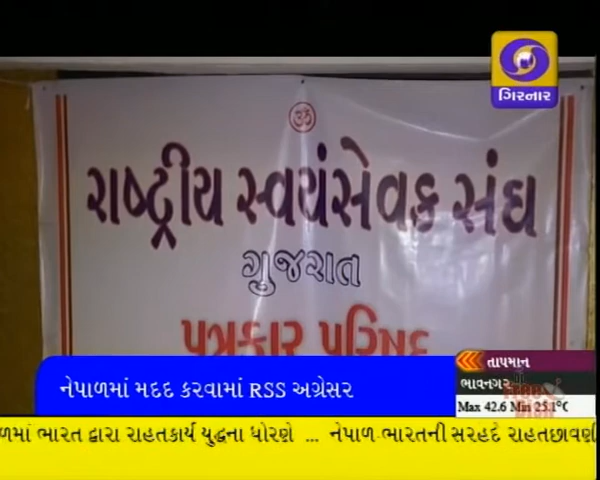 ગિરનાર
ॐ
રાષ્ટ્રીય સ્વયંસેવક સંઘ
ગુજરાત
પત્રકાર પરિષદ
નેપાળમાં મદદ કરવામાં RSS અગ્રેસર
તાપમાન
ભાવનગર
Max 42.6 Min 25.1°C
ળમાં ભારત દ્વારા રાહતકાર્ય યુદ્ધના ધોરણે ... નેપાળ-ભારતની સરહદે રાહતછાવણી